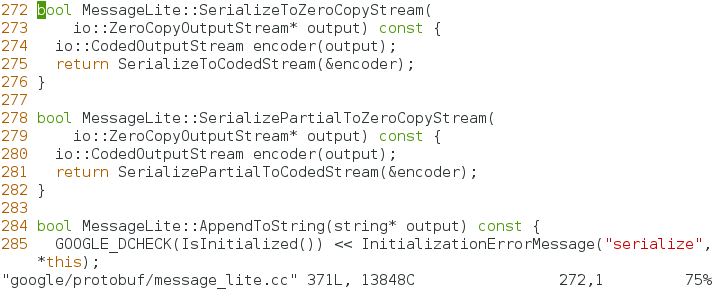 272 bool MessageLite::SerializeToZeroCopyStream(
273     io::ZeroCopyOutputStream* output) const {
274   io::CodedOutputStream encoder(output);
275   return SerializeToCodedStream(&encoder);
276 }
277
278 bool MessageLite::SerializePartialToZeroCopyStream(
279     io::ZeroCopyOutputStream* output) const {
280   io::CodedOutputStream encoder(output);
281   return SerializePartialToCodedStream(&encoder);
282 }
283
284 bool MessageLite::AppendToString(string* output) const {
285   GOOGLE_DCHECK(IsInitialized()) << InitializationErrorMessage("serialize",
*this);
"google/protobuf/message_lite.cc" 371L, 13848C                272,1         75%